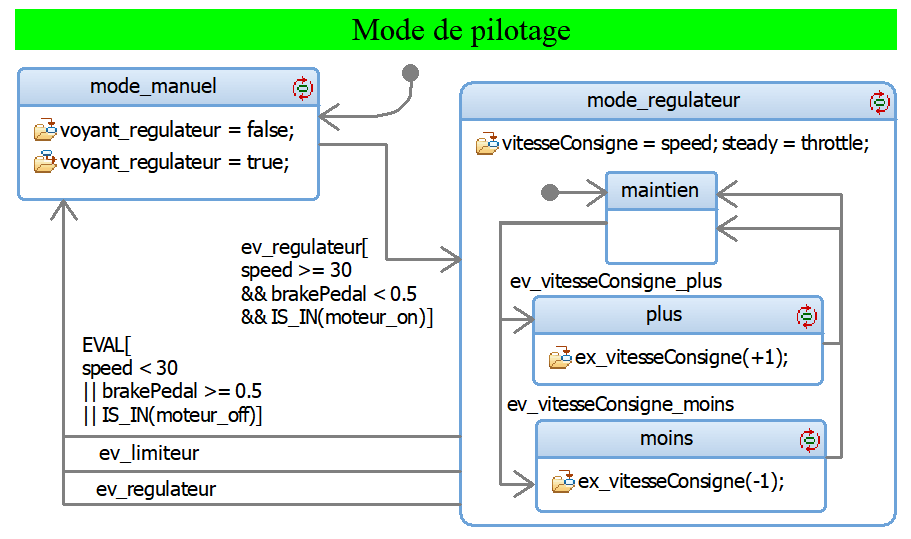 Mode de pilotage
mode_manuel
voyant_regulateur = false;
voyant_regulateur = true;
mode_regulateur
vitesseConsigne = speed; steady = throttle;
maintien
ev_regulateur[
speed >= 30
&& brakePedal < 0.5
&& IS_IN(moteur_on)]
ev_vitesseConsigne_plus
plus
ex_vitesseConsigne(+1);
EVAL[
speed < 30
|| brakePedal >= 0.5
|| IS_IN(moteur_off)]
ev_vitesseConsigne_moins
moins
ex_vitesseConsigne(-1);
ev_limiteur
ev_regulateur